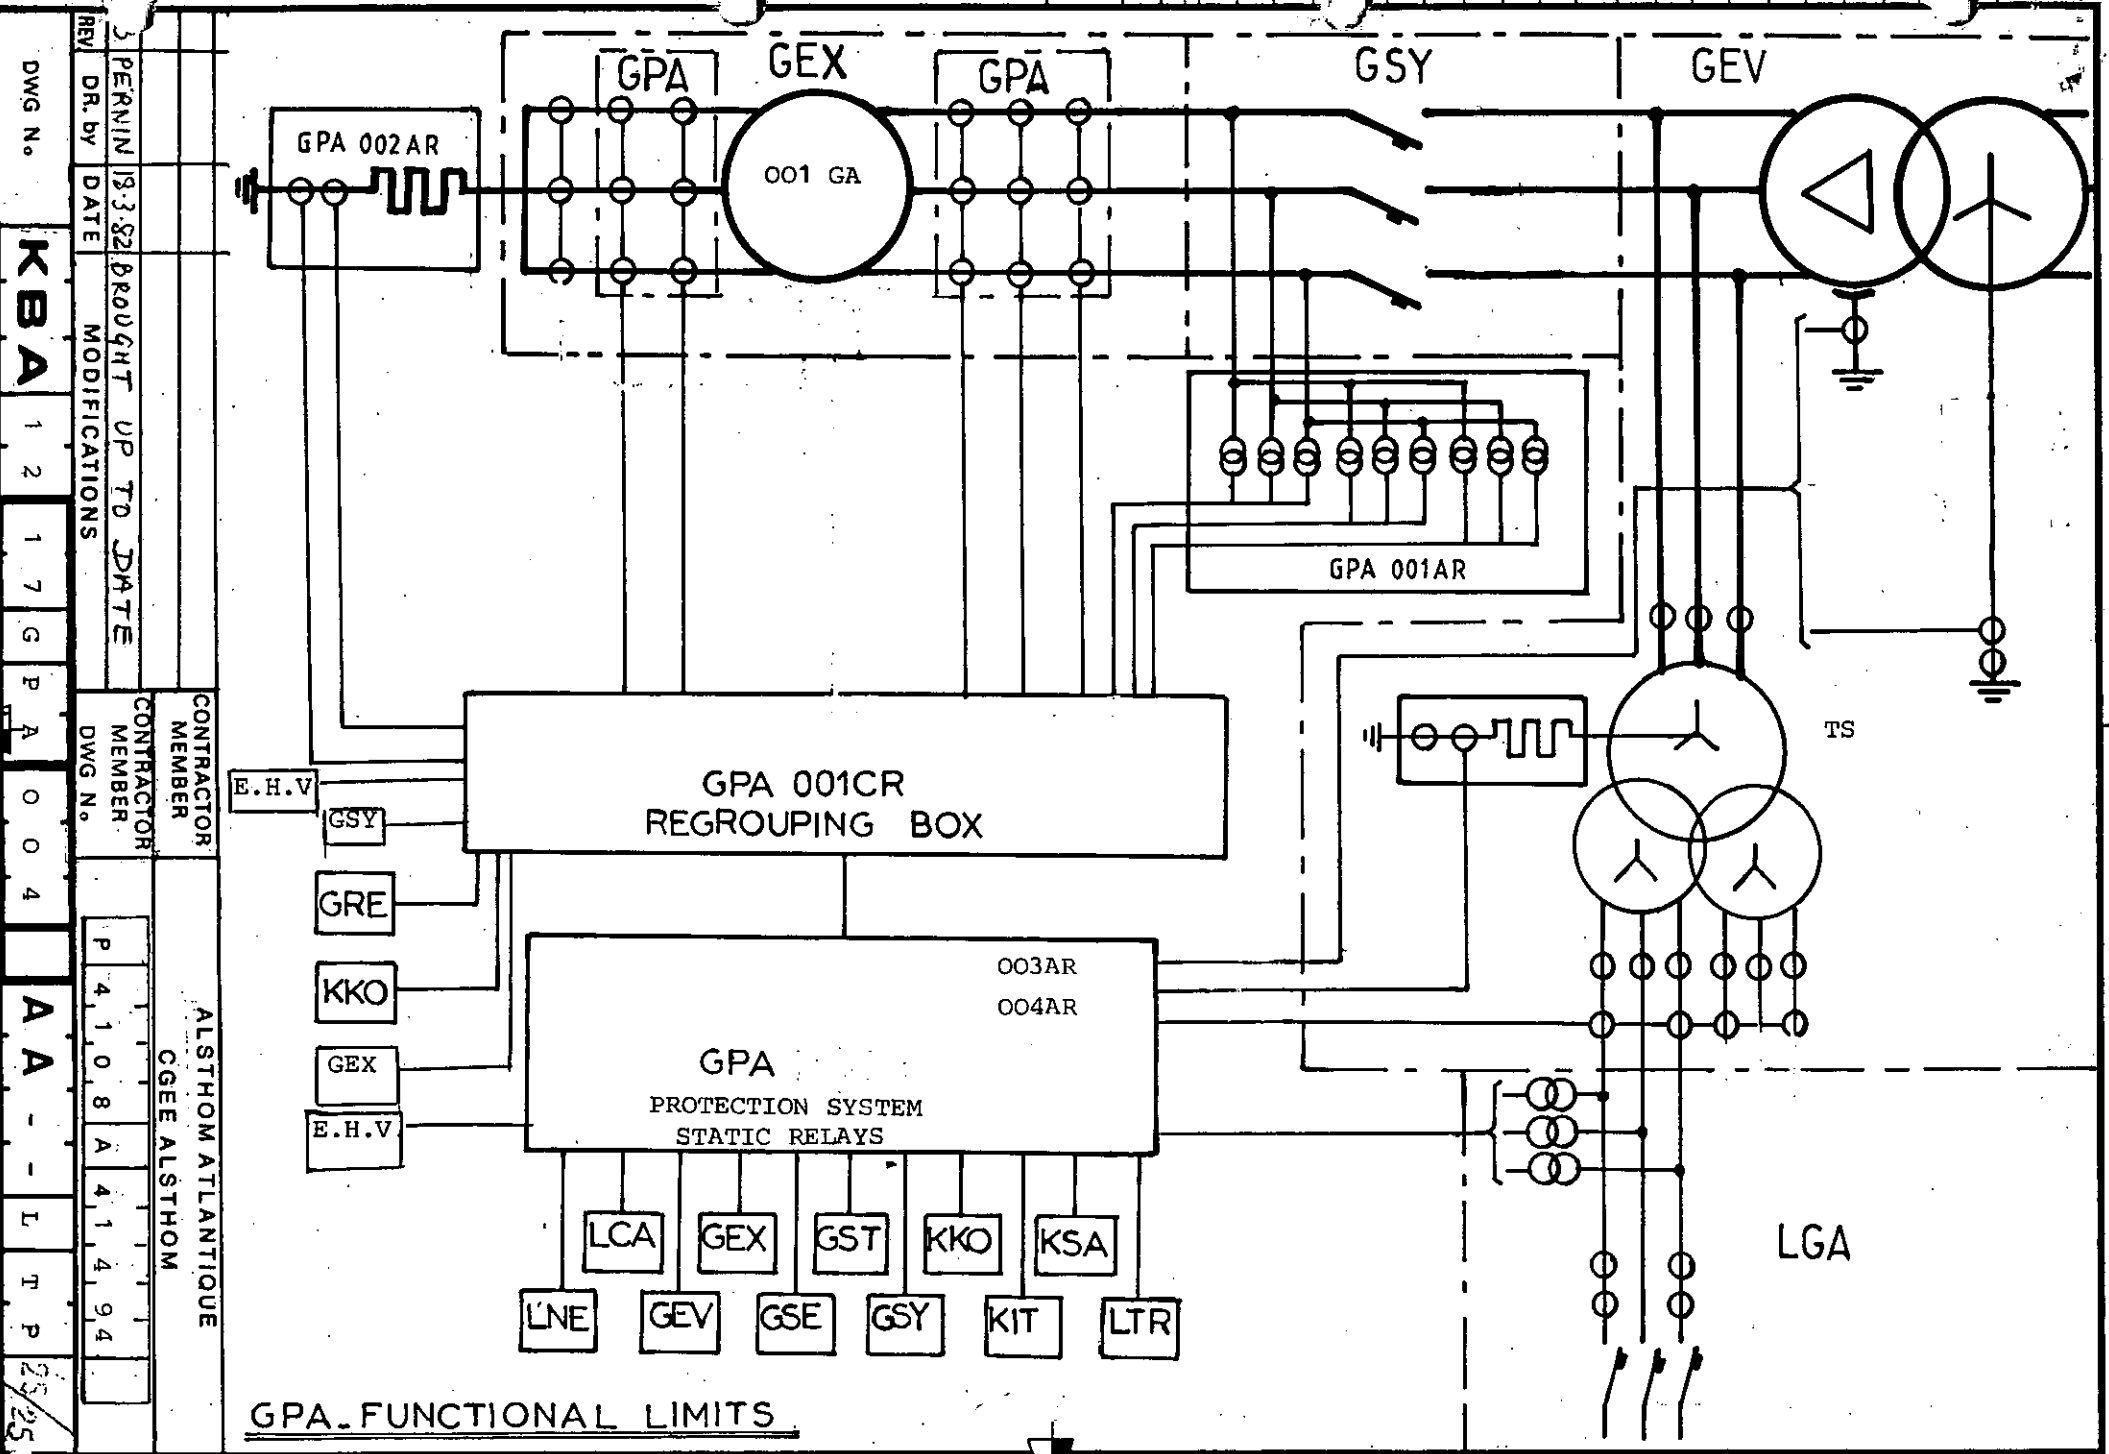 GPA
GEX
GPA
GSY
GEV
GPA 002AR
001 GA
GPA 001AR
TS
GPA 001CR
REGROUPING BOX
E.H.V
GSY
GRE
KKO
GEX
E.H.V
003AR
004AR
GPA
PROTECTION SYSTEM
STATIC RELAYS
LCA
GEX
GST
KKO
KSA
LNE
GEV
GSE
GSY
KIT
LTR
LGA
GPA_FUNCTIONAL LIMITS
REV
DR. by
DATE
MODIFICATIONS
3 PERNIN 18.3.82 BROUGHT UP TO DATE
CONTRACTOR
MEMBER
CONTRACTOR
MEMBER
DWG No.
ALSTHOM ATLANTIQUE
CGEE ALSTHOM
P 4 1 0 8 A 4 1 4 9 4
DWG No.
KBA 1 2 1 7 G P A 0 0 4 A A - - L T P
25